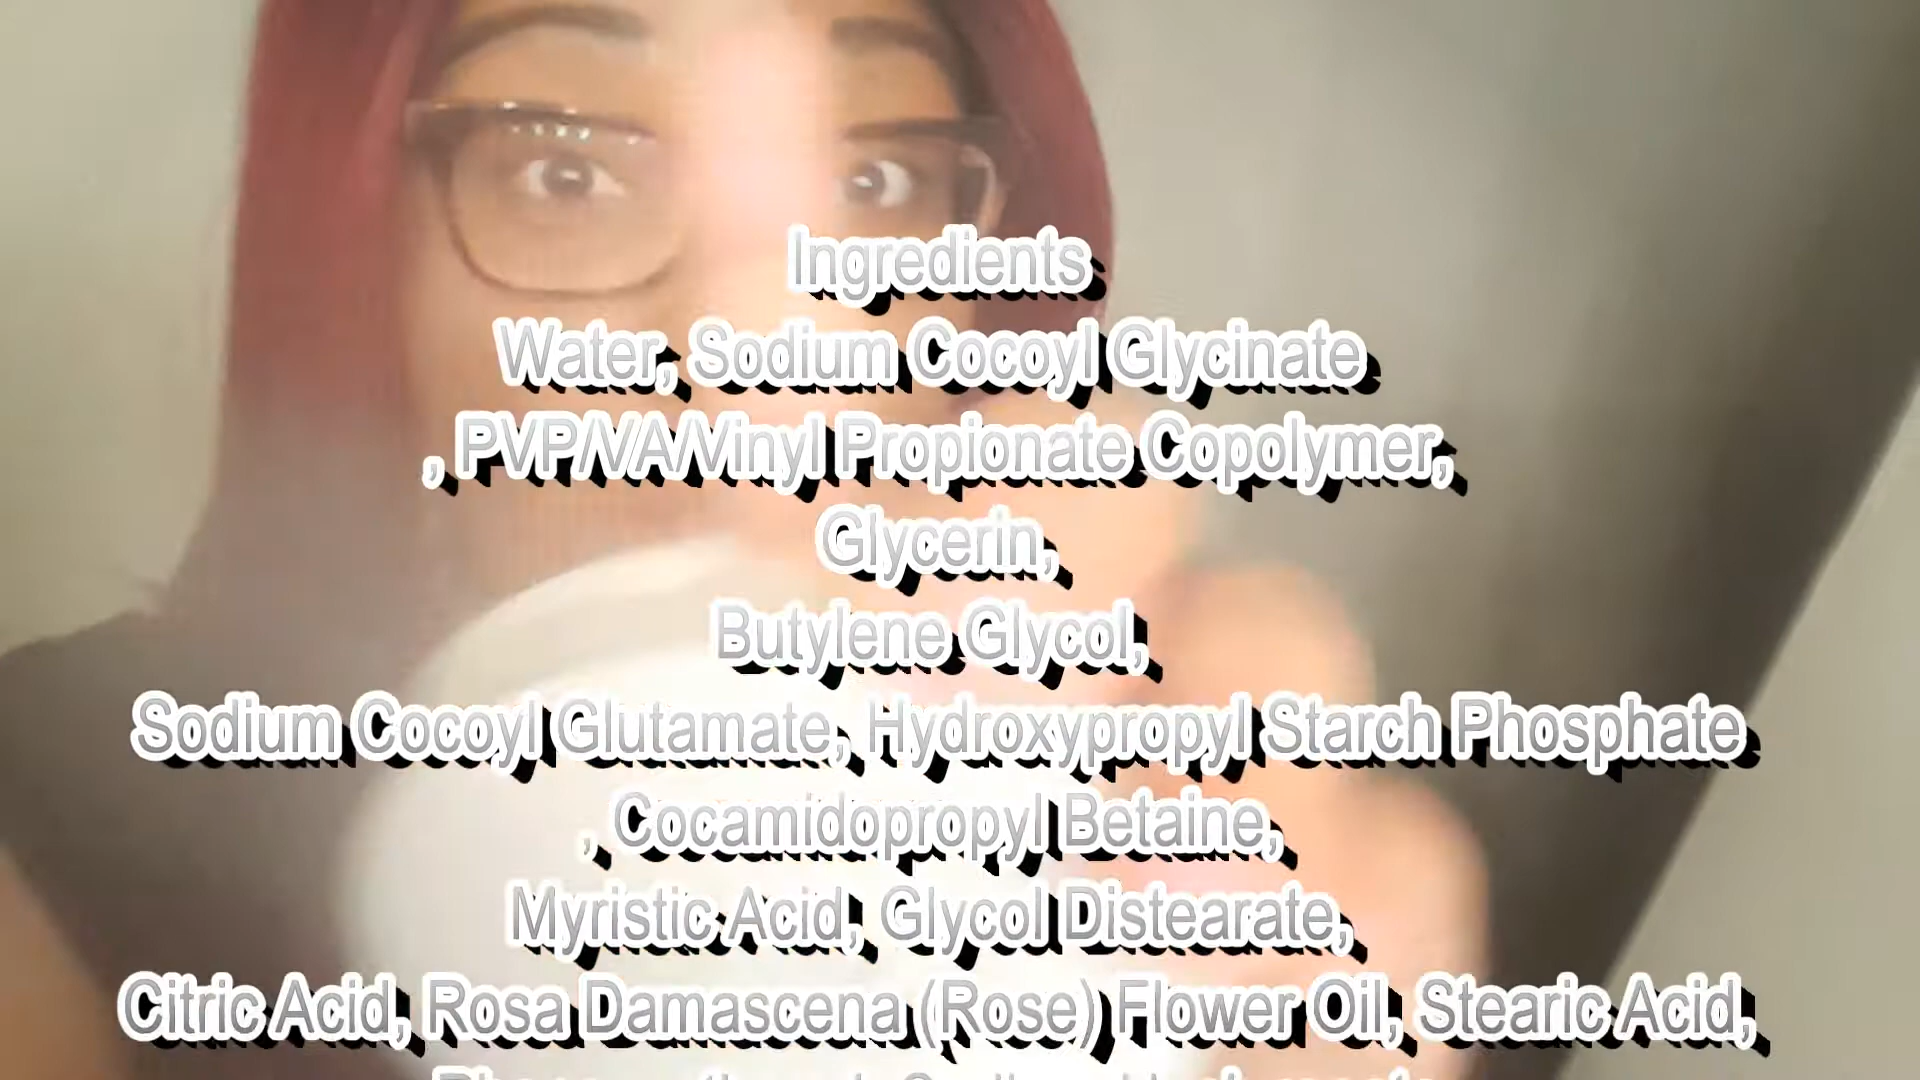 Ingredients
Water, Sodium Cocoyl Glycinate
, PVP/VA/Vinyl Propionate Copolymer,
Glycerin,
Butylene Glycol,
Sodium Cocoyl Glutamate, Hydroxypropyl Starch Phosphate
, Cocamidopropyl Betaine,
Myristic Acid, Glycol Distearate,
Citric Acid, Rosa Damascena (Rose) Flower Oil, Stearic Acid,